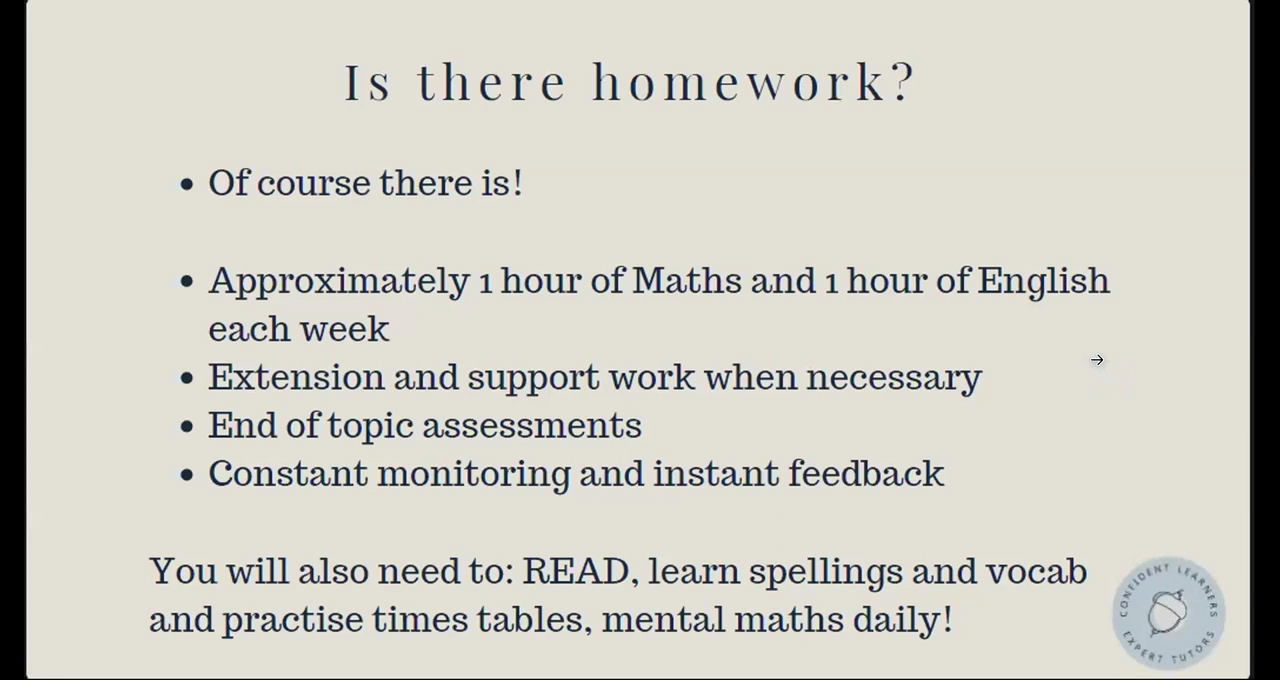 Is there homework?
• Of course there is!
• Approximately 1 hour of Maths and 1 hour of English
each week
• Extension and support work when necessary
• End of topic assessments
• Constant monitoring and instant feedback
You will also need to: READ, learn spellings and vocab
and practise times tables, mental maths daily!
CONFIDENT LEARNERS
EXPERT TUTORS